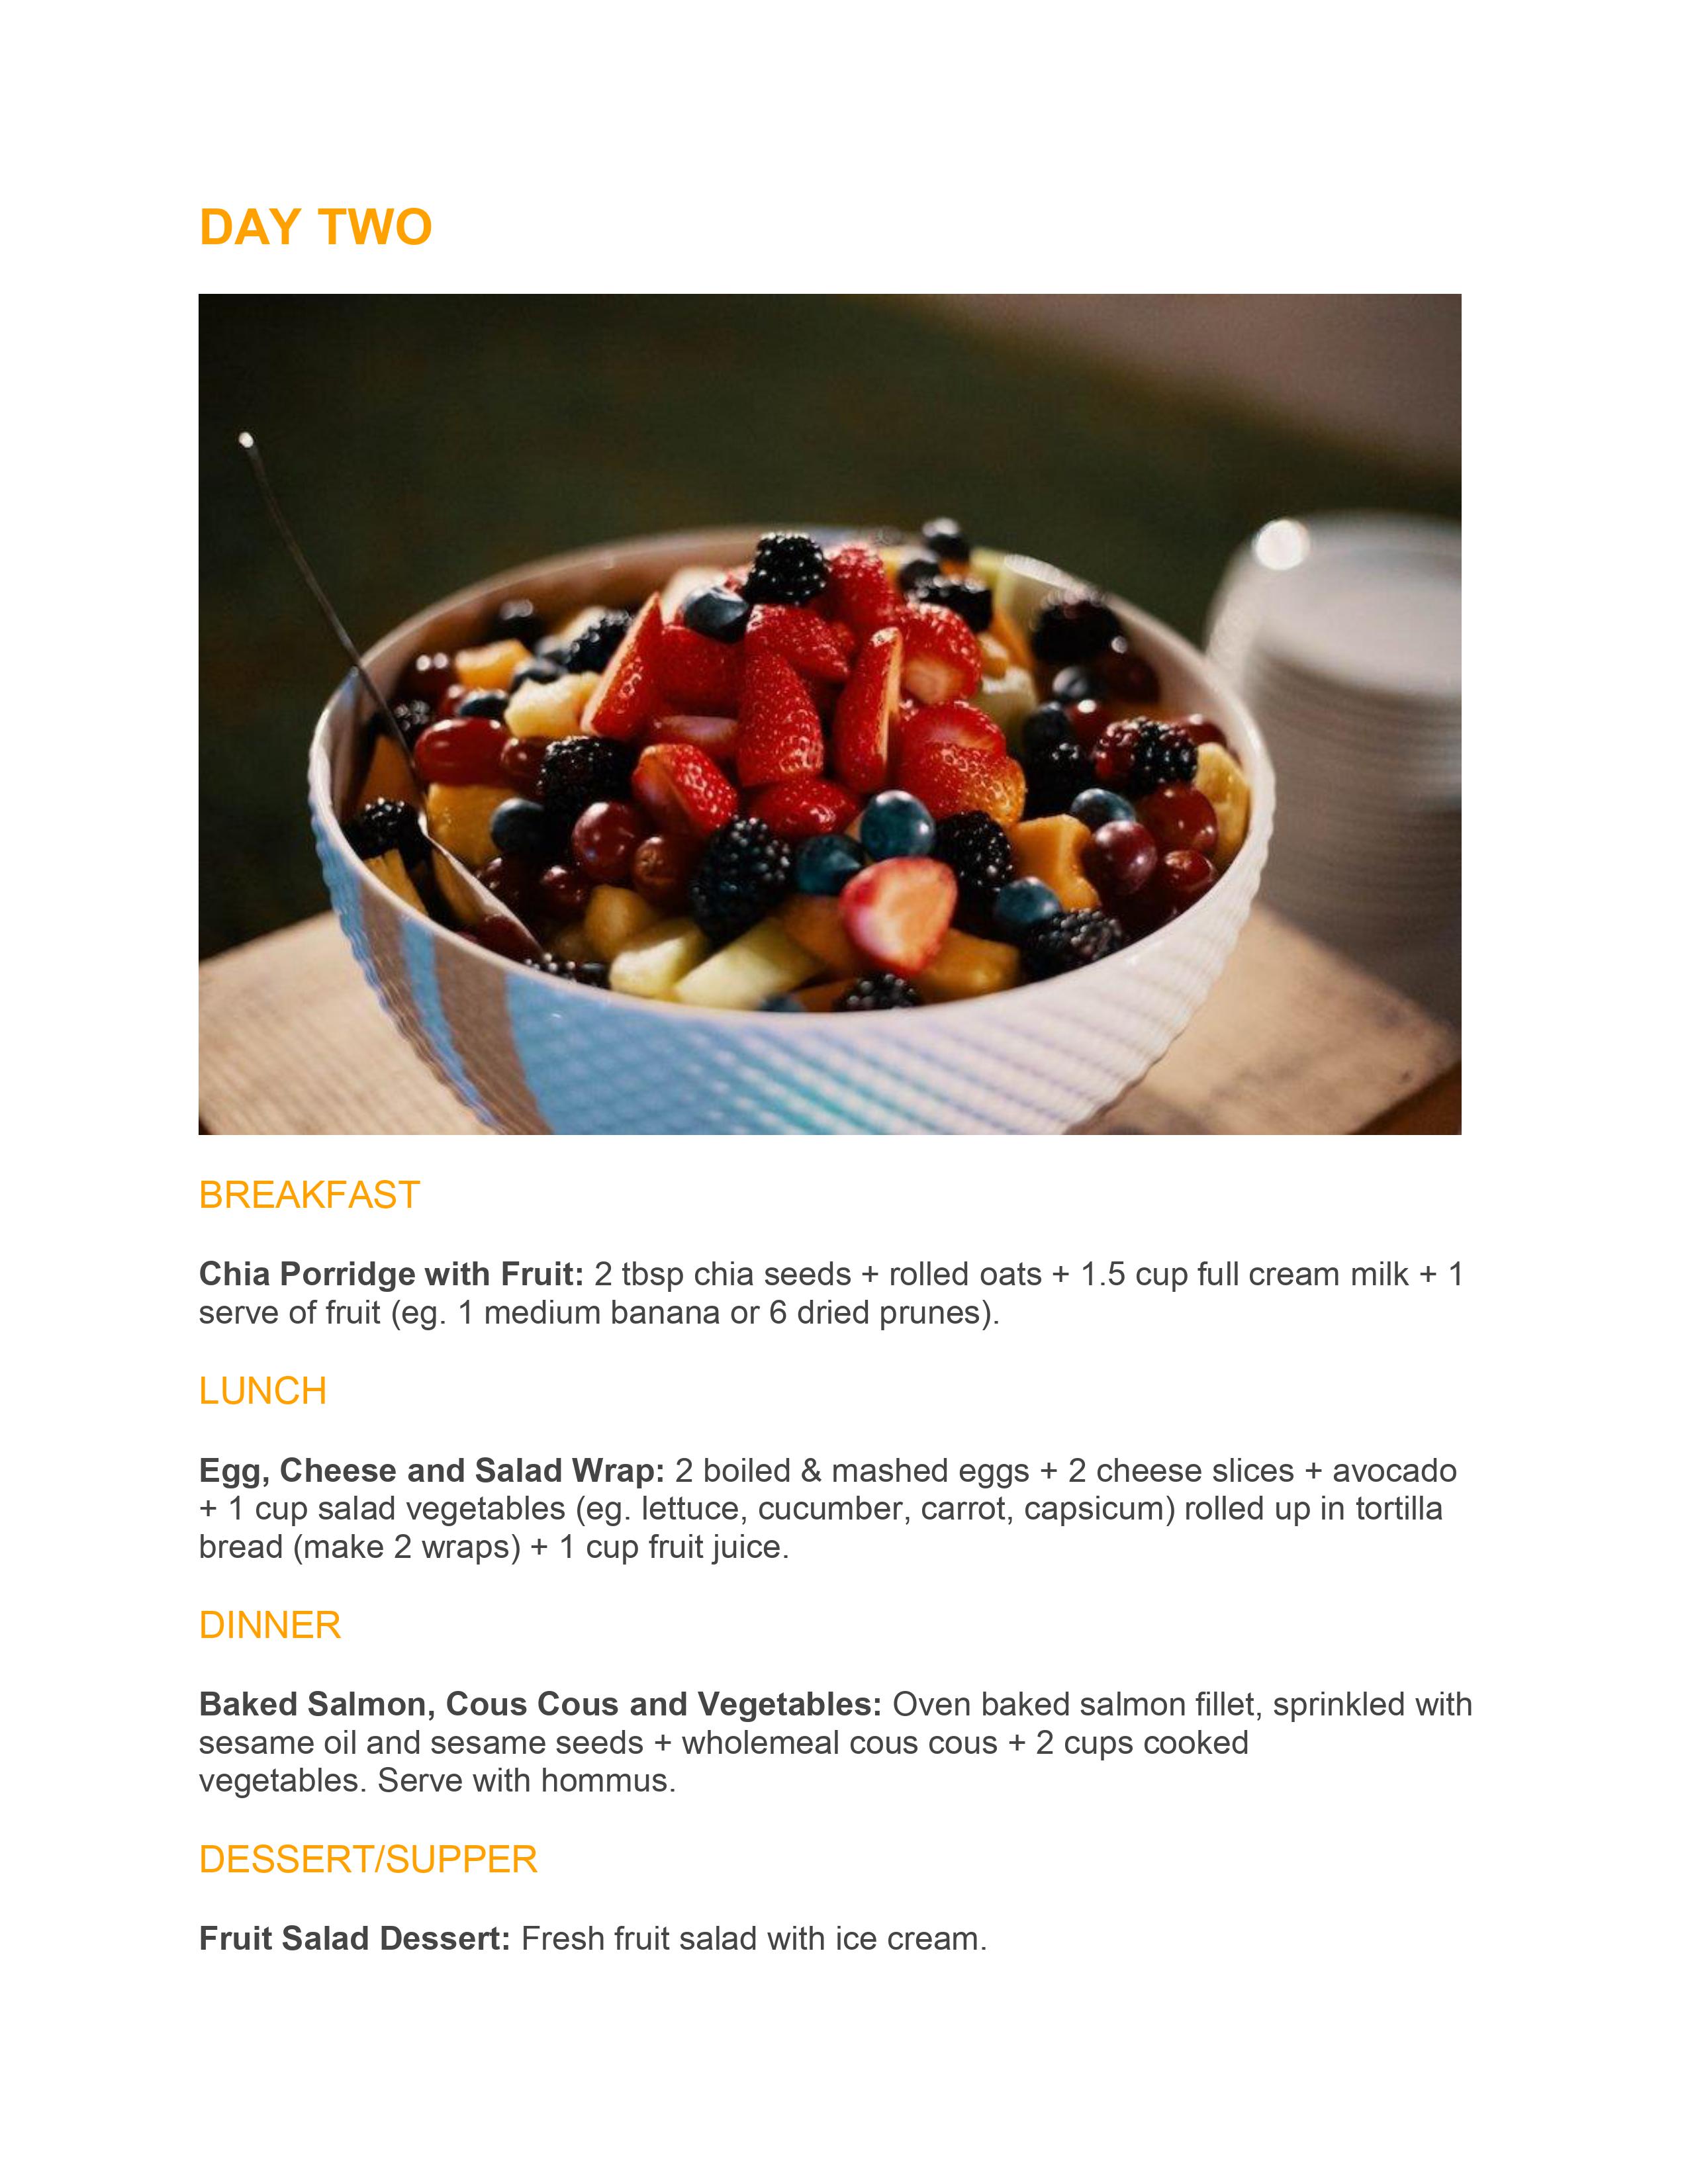 DAY TWO
BREAKFAST
Chia Porridge with Fruit: 2 tbsp chia seeds + rolled oats + 1.5 cup full cream milk + 1
serve of fruit (eg. 1 medium banana or 6 dried prunes).
LUNCH
Egg, Cheese and Salad Wrap: 2 boiled & mashed eggs + 2 cheese slices + avocado
+ 1 cup salad vegetables (eg. lettuce, cucumber, carrot, capsicum) rolled up in tortilla
bread (make 2 wraps) + 1 cup fruit juice.
DINNER
Baked Salmon, Cous Cous and Vegetables: Oven baked salmon fillet, sprinkled with
sesame oil and sesame seeds + wholemeal cous cous + 2 cups cooked
vegetables. Serve with hommus.
DESSERT/SUPPER
Fruit Salad Dessert: Fresh fruit salad with ice cream.